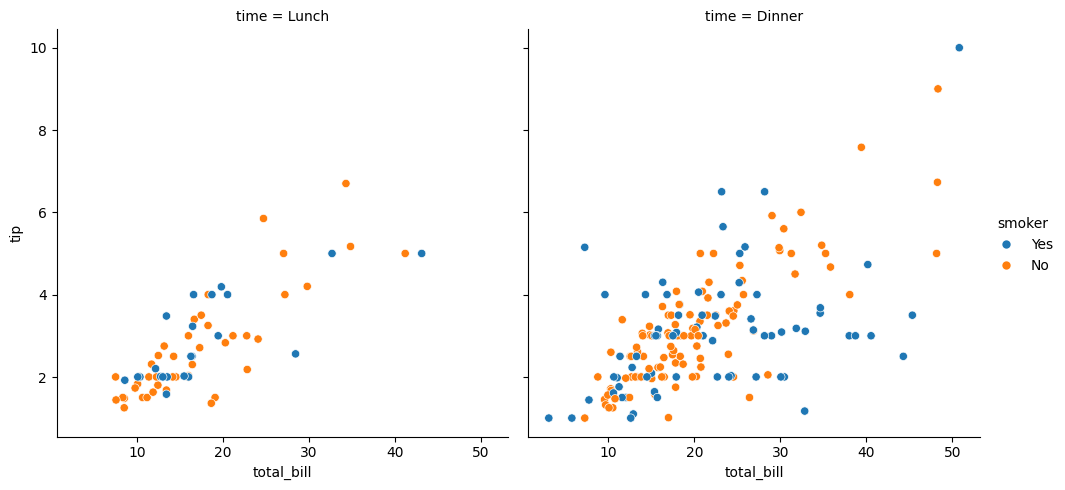 time = Lunch
time = Dinner
tip
10
8
6
4
2
10 20 30 40 50
total_bill
10 20 30 40 50
total_bill
smoker
Yes
No